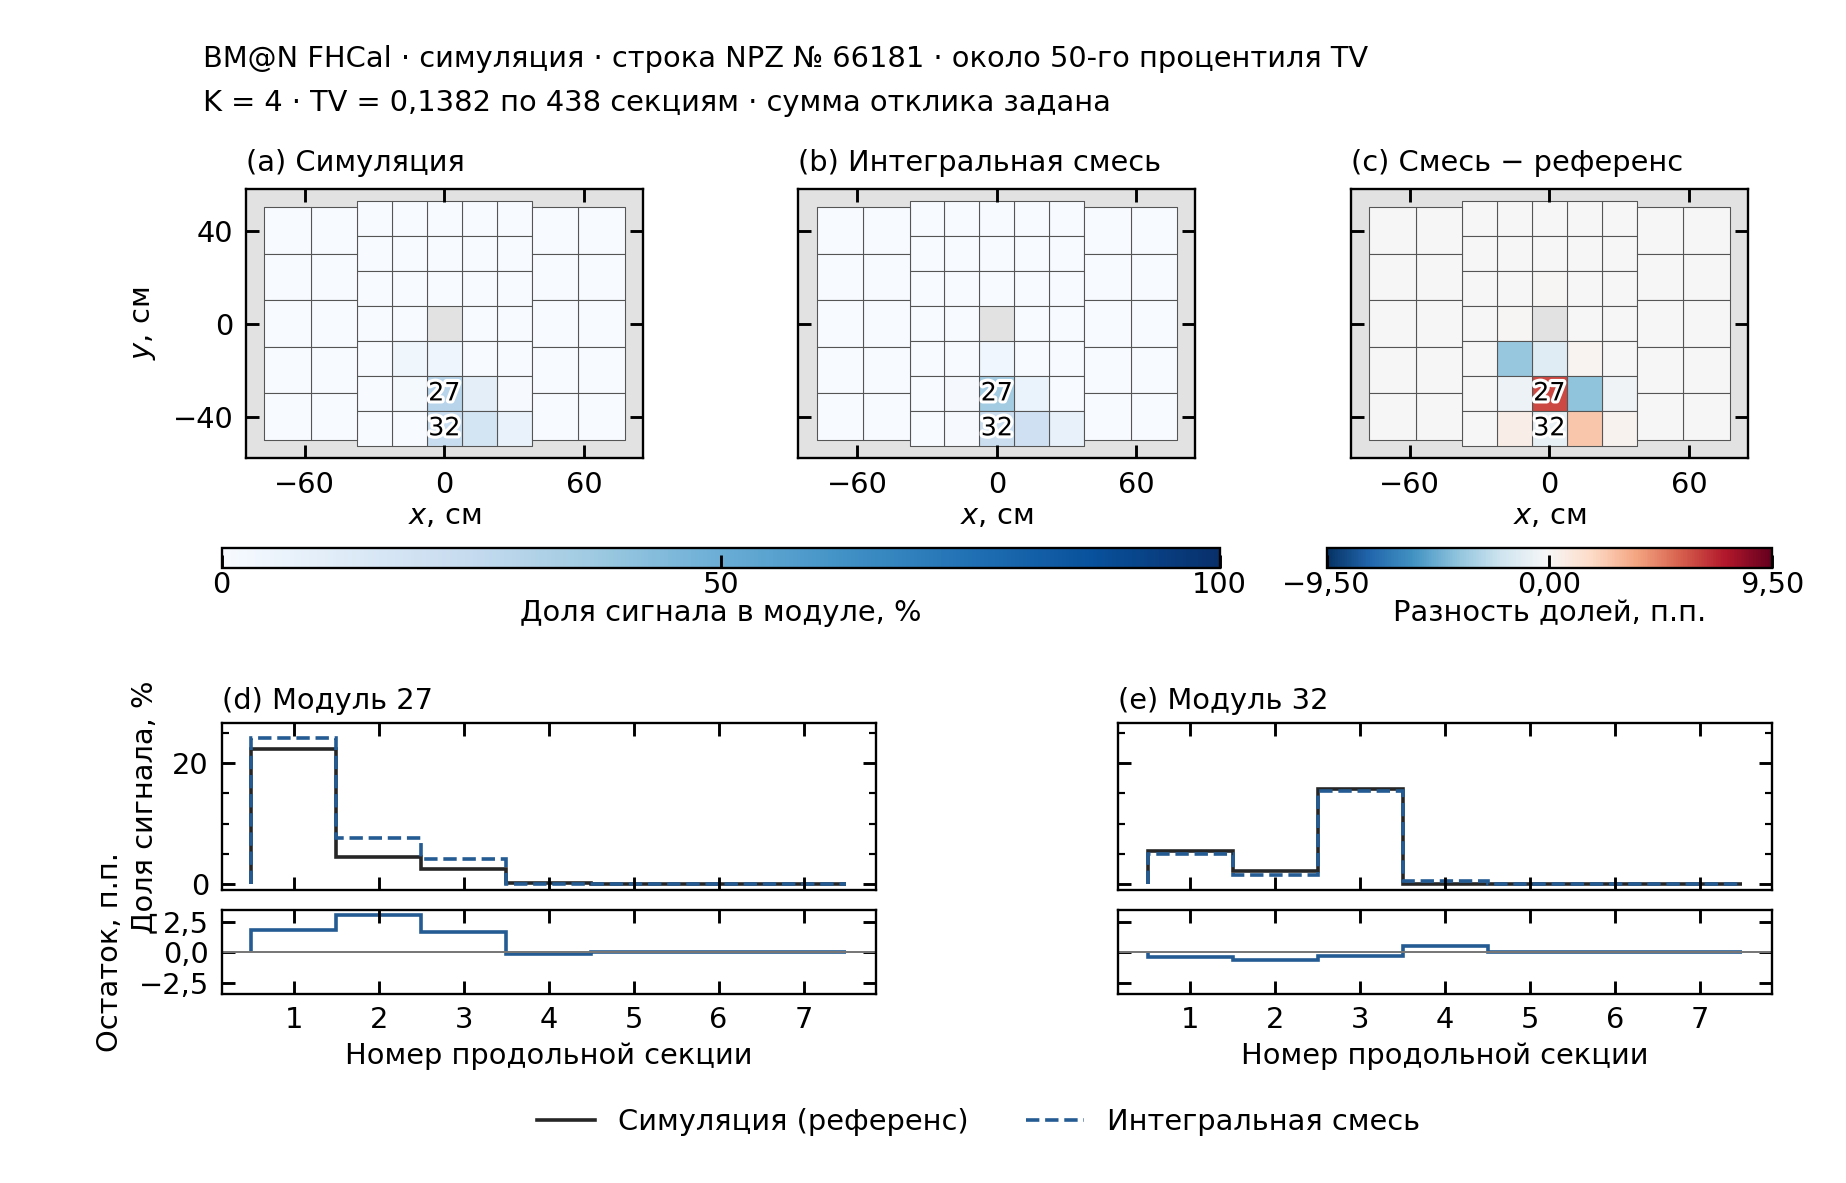 BM@N FHCal · симуляция · строка NPZ № 66181 · около 50-го процентиля TV
K = 4 · TV = 0,1382 по 438 секциям · сумма отклика задана
(a) Симуляция
(b) Интегральная смесь
(c) Смесь − референс
40
0
−40
y, см
27
32
27
32
27
32
−60 0 60
−60 0 60
−60 0 60
x, см
x, см
x, см
0 50 100
−9,50 0,00 9,50
Доля сигнала в модуле, %
Разность долей, п.п.
(d) Модуль 27
(e) Модуль 32
Доля сигнала, %
20
0
Остаток, п.п.
2,5
0,0
−2,5
1 2 3 4 5 6 7
1 2 3 4 5 6 7
Номер продольной секции
Номер продольной секции
Симуляция (референс)
Интегральная смесь